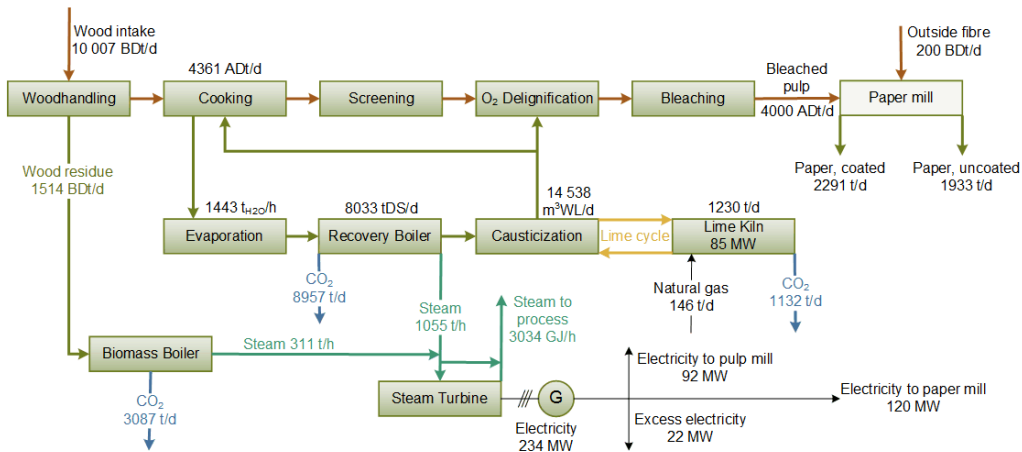 Wood intake
10 007 BDt/d
Outside fibre
200 BDt/d
4361 ADt/d
Bleached
pulp
4000 ADt/d
Woodhandling
Cooking
Screening
O₂ Delignification
Bleaching
Paper mill
Wood residue
1514 BDt/d
Paper, coated
2291 t/d
Paper, uncoated
1933 t/d
1443 tH2O/h
8033 tDS/d
14 538
m³WL/d
1230 t/d
Evaporation
Recovery Boiler
Causticization
Lime cycle
Lime Kiln
85 MW
CO₂
8957 t/d
Natural gas
146 t/d
CO₂
1132 t/d
Steam
1055 t/h
Steam to
process
3034 GJ/h
Biomass Boiler
Steam 311 t/h
CO₂
3087 t/d
Steam Turbine
G
Electricity
234 MW
Electricity to pulp mill
92 MW
Electricity to paper mill
120 MW
Excess electricity
22 MW